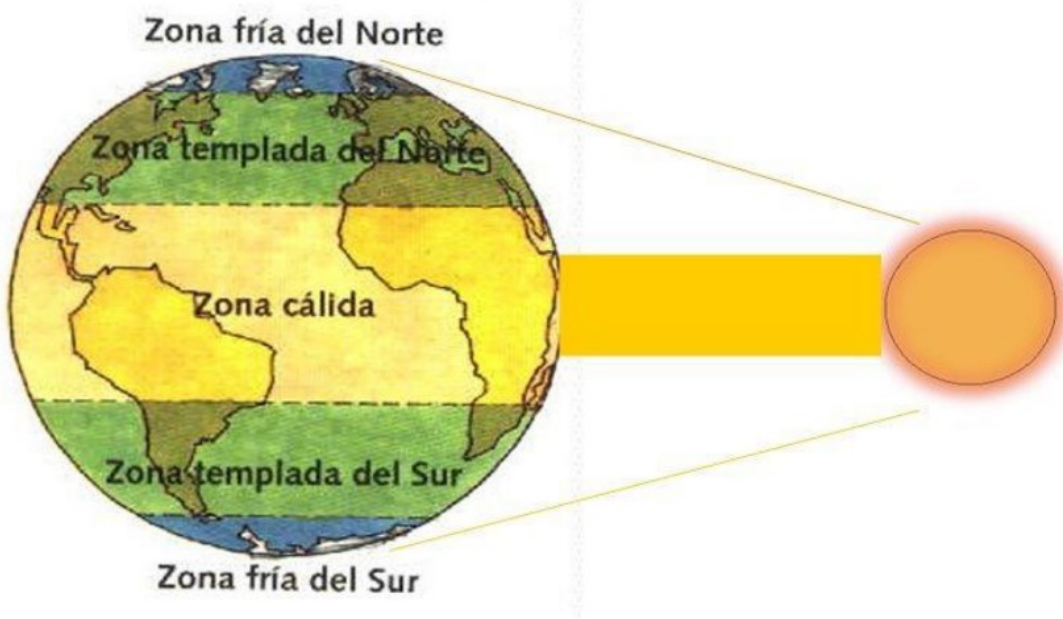 Zona fría del Norte
Zona templada del Norte
Zona cálida
Zona templada del Sur
Zona fría del Sur